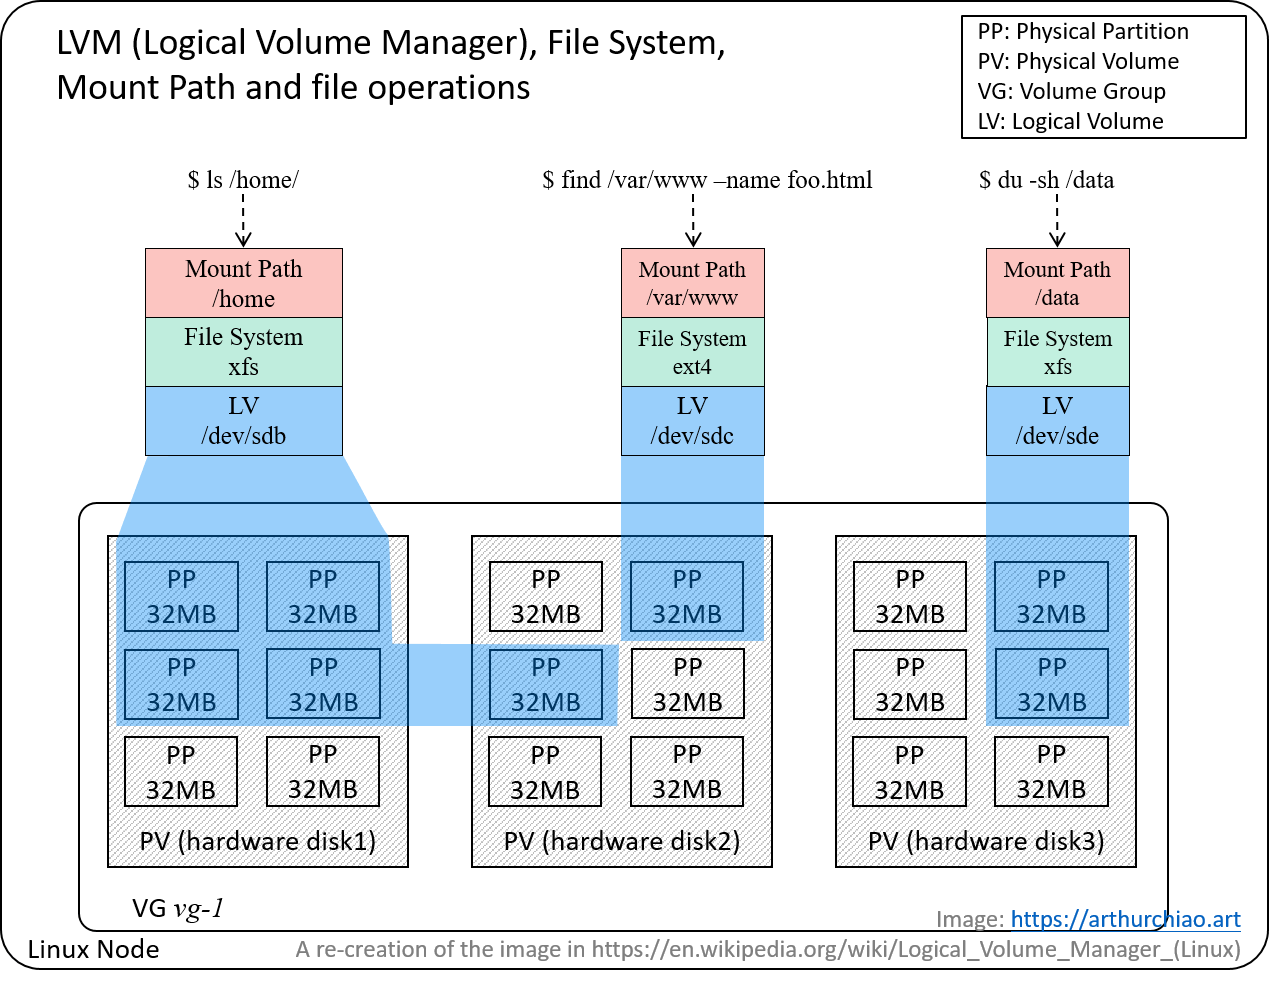 LVM (Logical Volume Manager), File System,
Mount Path and file operations
PP: Physical Partition
PV: Physical Volume
VG: Volume Group
LV: Logical Volume
$ ls /home/
$ find /var/www –name foo.html
$ du -sh /data
Mount Path
/home
File System
xfs
LV
/dev/sdb
Mount Path
/var/www
File System
ext4
LV
/dev/sdc
Mount Path
/data
File System
xfs
LV
/dev/sde
PP
32MB
PP
32MB
PP
32MB
PP
32MB
PP
32MB
PP
32MB
PV (hardware disk1)
PP
32MB
PP
32MB
PP
32MB
PP
32MB
PP
32MB
PP
32MB
PV (hardware disk2)
PP
32MB
PP
32MB
PP
32MB
PP
32MB
PP
32MB
PP
32MB
PV (hardware disk3)
VG vg-1
Image: https://arthurchiao.art
Linux Node
A re-creation of the image in https://en.wikipedia.org/wiki/Logical_Volume_Manager_(Linux)